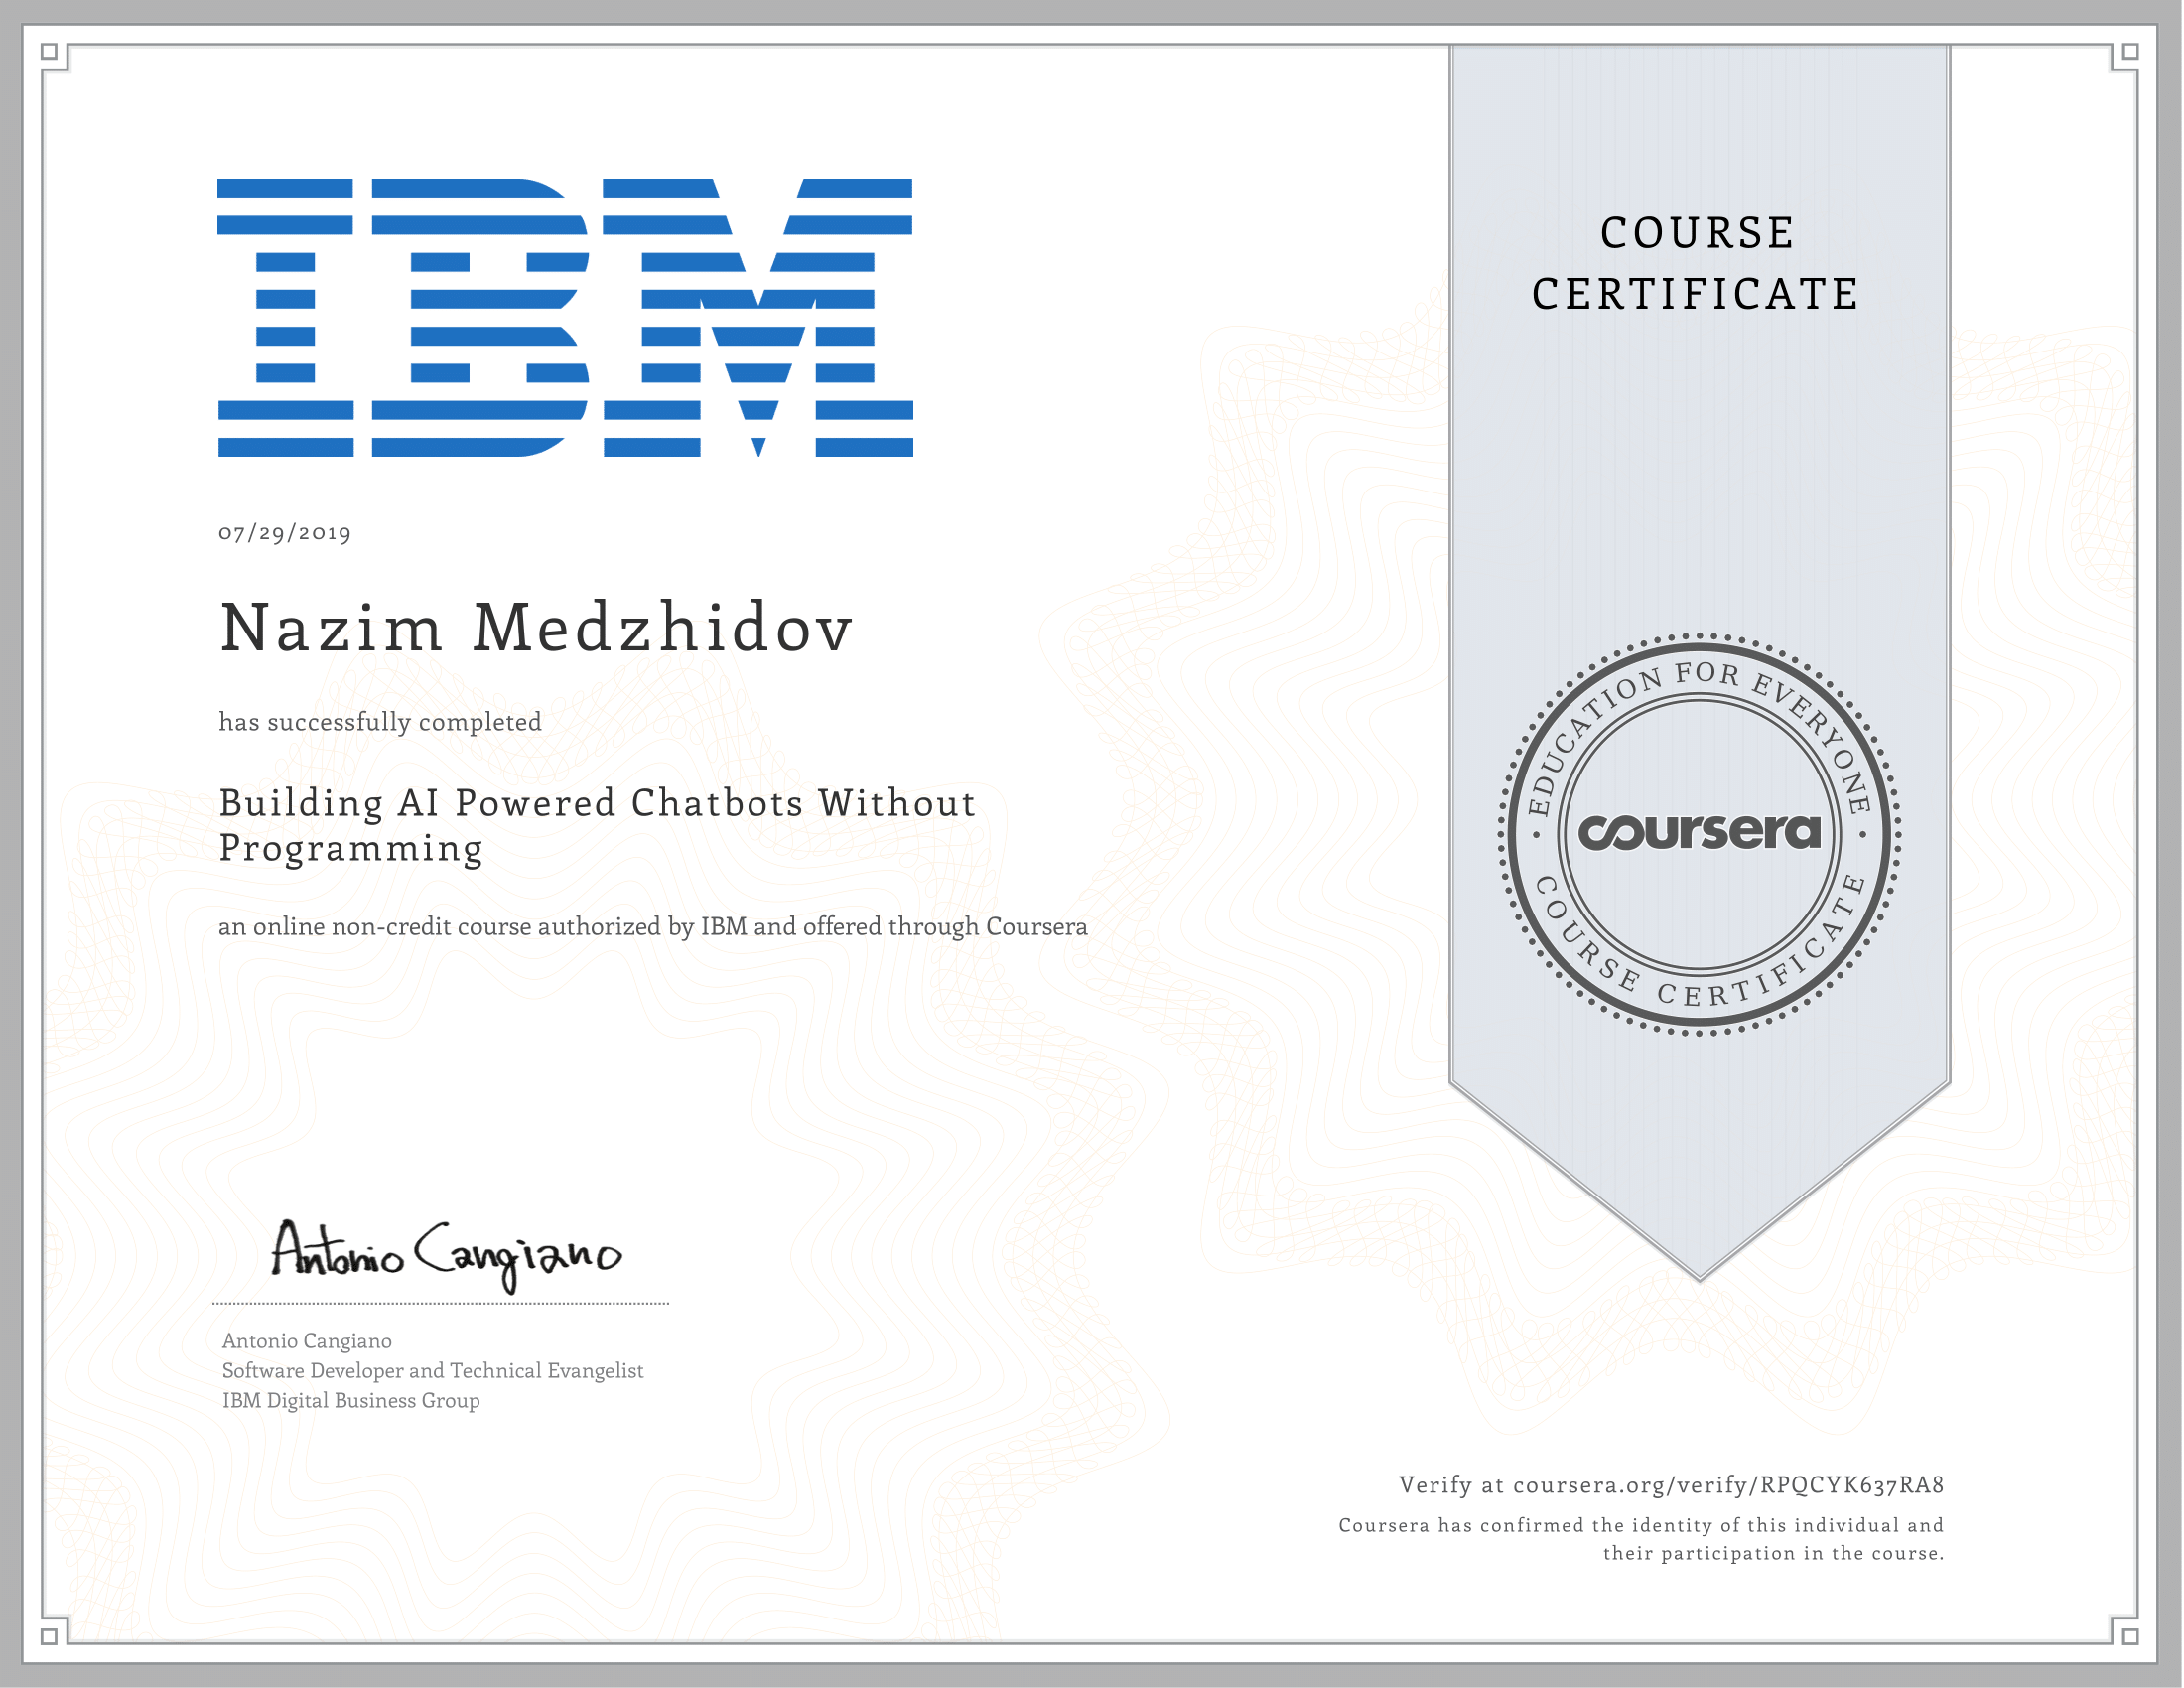 IBM
07/29/2019
Nazim Medzhidov
has successfully completed
Building AI Powered Chatbots Without
Programming
an online non-credit course authorized by IBM and offered through Coursera
Antonio Cangiano
Antonio Cangiano
Software Developer and Technical Evangelist
IBM Digital Business Group
COURSE
CERTIFICATE
EDUCATION FOR EVERYONE
coursera
COURSE CERTIFICATE
Verify at coursera.org/verify/RPQCYK637RA8
Coursera has confirmed the identity of this individual and
their participation in the course.